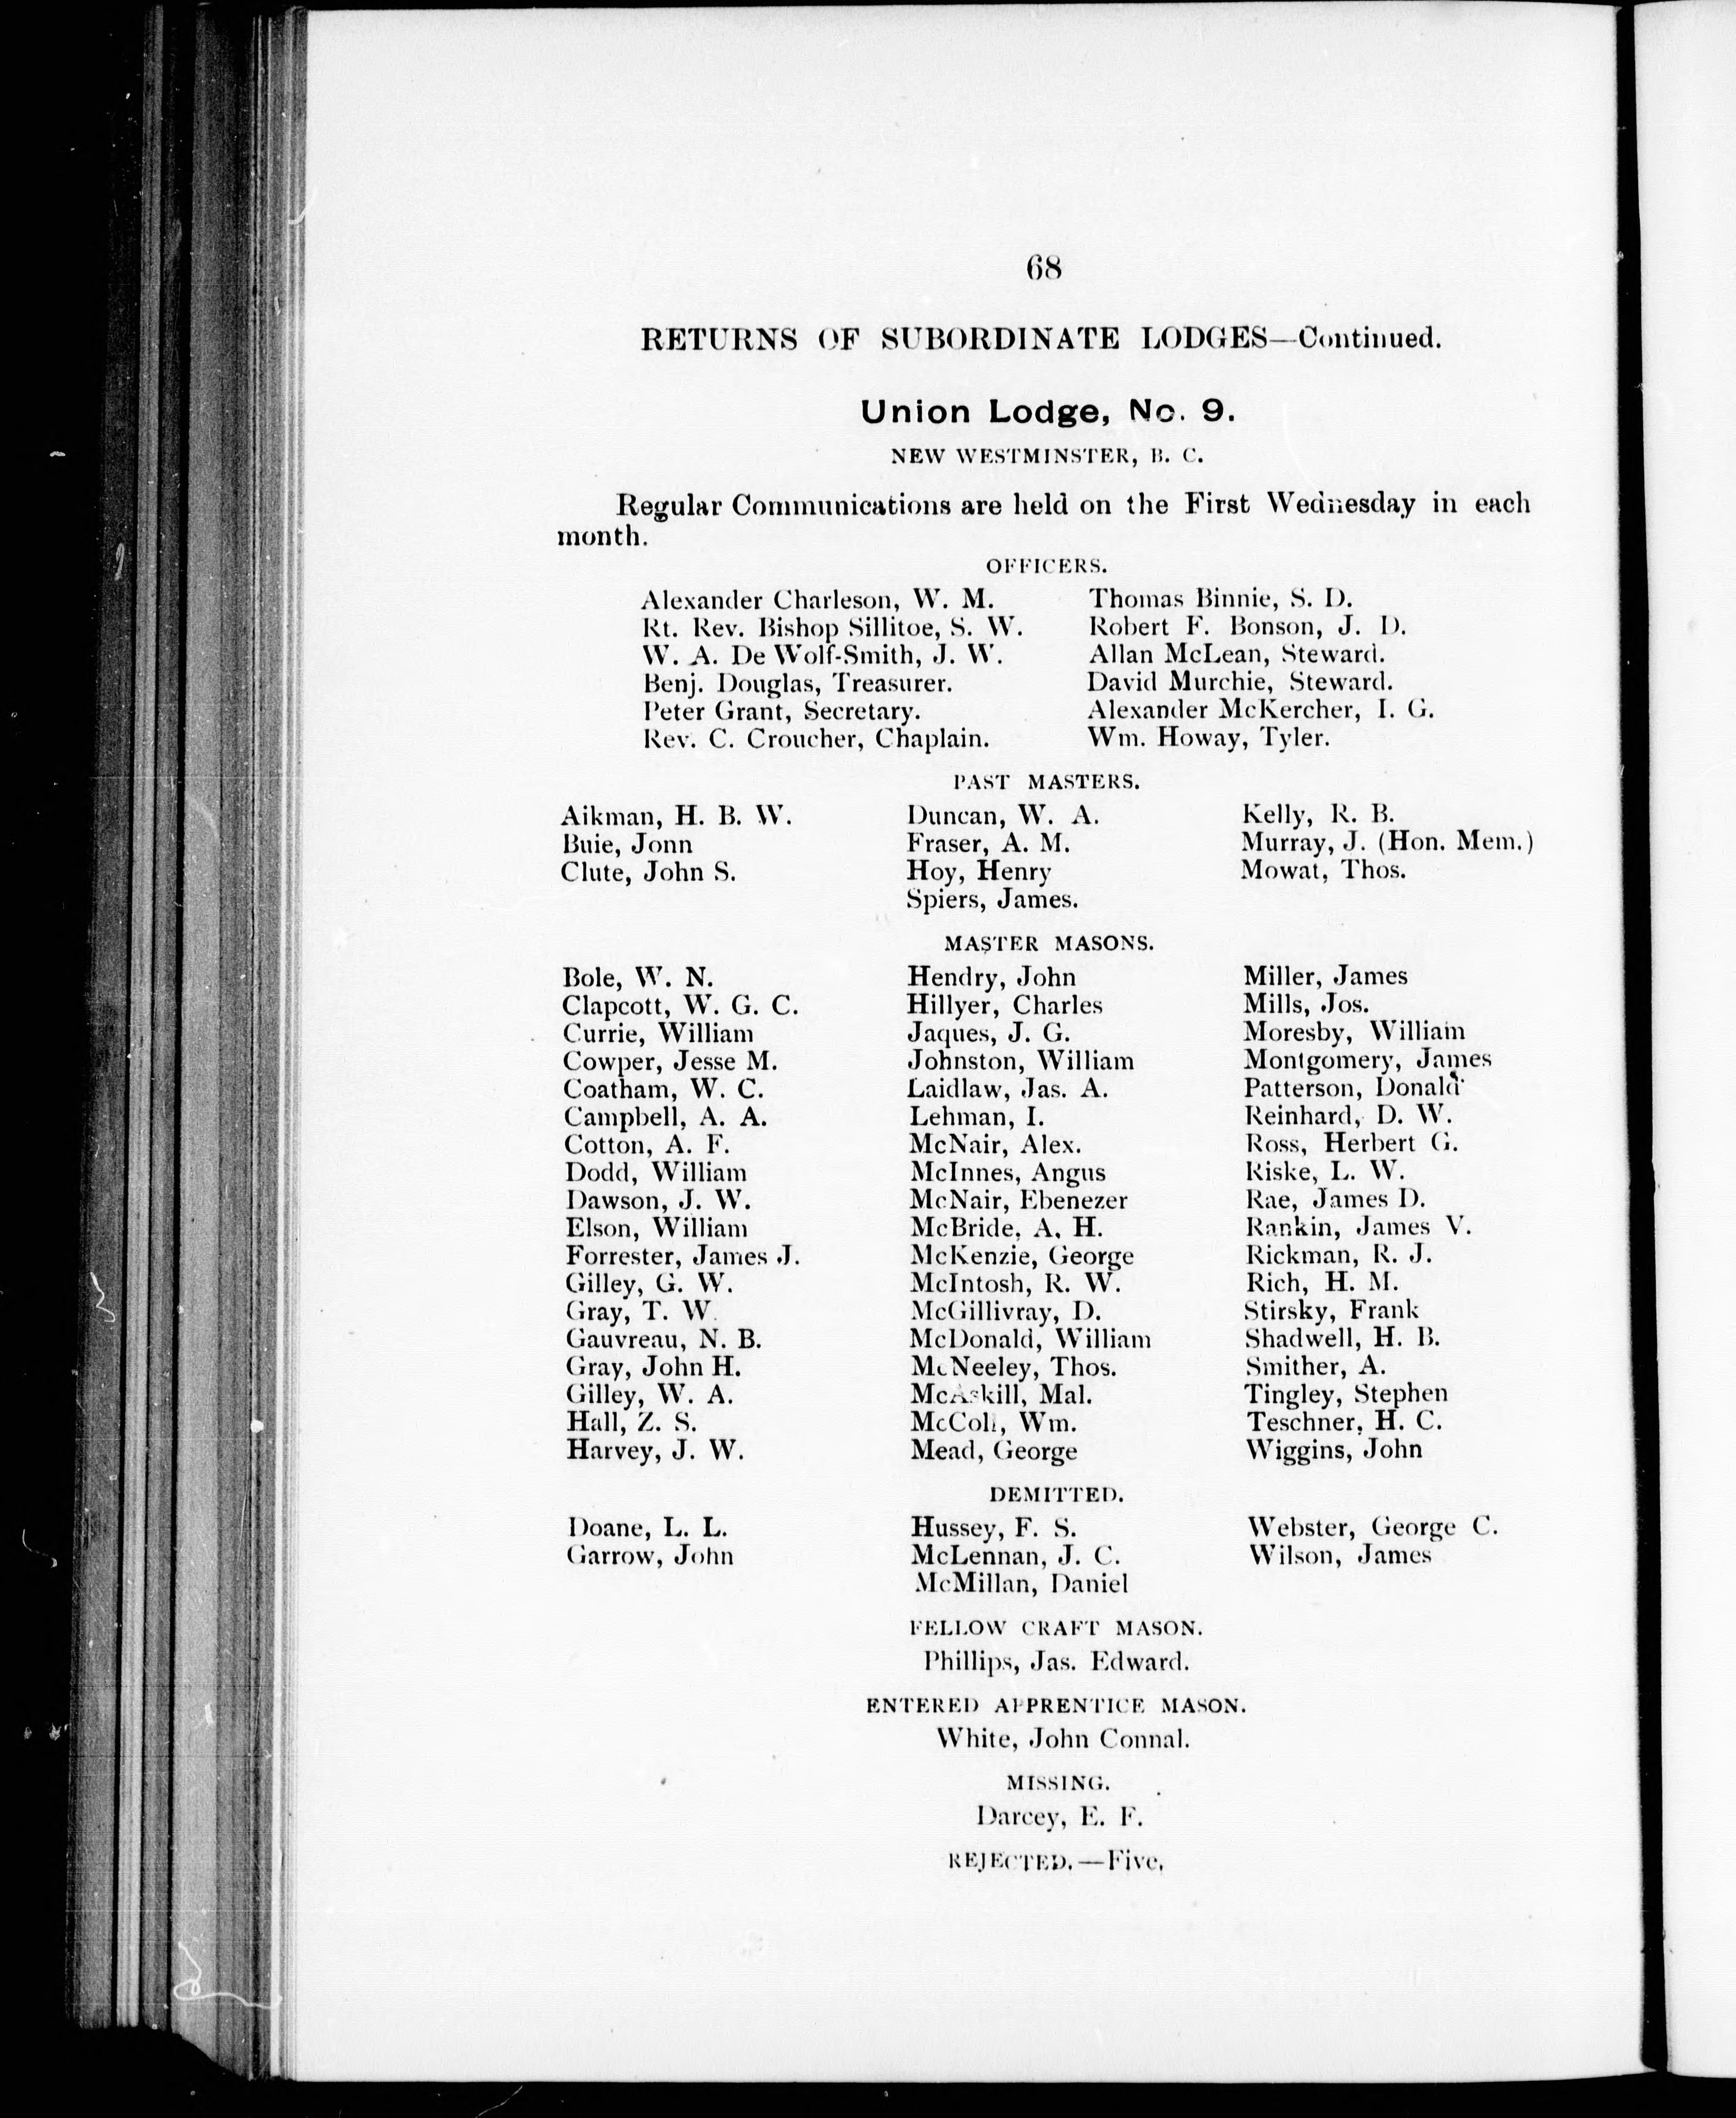 68
RETURNS OF SUBORDINATE LODGES—Continued.
Union Lodge, No. 9.
NEW WESTMINSTER, B. C.
Regular Communications are held on the First Wednesday in each
month.
OFFICERS.
Alexander Charleson, W. M.
Rt. Rev. Bishop Sillitoe, S. W.
W. A. De Wolf-Smith, J. W.
Benj. Douglas, Treasurer.
Peter Grant, Secretary.
Rev. C. Croucher, Chaplain.
Thomas Binnie, S. D.
Robert F. Bonson, J. D.
Allan McLean, Steward.
David Murchie, Steward.
Alexander McKercher, I. G.
Wm. Howay, Tyler.
PAST MASTERS.
Aikman, H. B. W.
Buie, Jonn
Clute, John S.
Duncan, W. A.
Fraser, A. M.
Hoy, Henry
Spiers, James.
Kelly, R. B.
Murray, J. (Hon. Mem.)
Mowat, Thos.
MASTER MASONS.
Bole, W. N.
Clapcott, W. G. C.
Currie, William
Cowper, Jesse M.
Coatham, W. C.
Campbell, A. A.
Cotton, A. F.
Dodd, William
Dawson, J. W.
Elson, William
Forrester, James J.
Gilley, G. W.
Gray, T. W.
Gauvreau, N. B.
Gray, John H.
Gilley, W. A.
Hall, Z. S.
Harvey, J. W.
Hendry, John
Hillyer, Charles
Jaques, J. G.
Johnston, William
Laidlaw, Jas. A.
Lehman, I.
McNair, Alex.
McInnes, Angus
McNair, Ebenezer
McBride, A. H.
McKenzie, George
McIntosh, R. W.
McGillivray, D.
McDonald, William
McNeeley, Thos.
McAskill, Mal.
McColl, Wm.
Mead, George
Miller, James
Mills, Jos.
Moresby, William
Montgomery, James
Patterson, Donald
Reinhard, D. W.
Ross, Herbert G.
Riske, L. W.
Rae, James D.
Rankin, James V.
Rickman, R. J.
Rich, H. M.
Stirsky, Frank
Shadwell, H. B.
Smither, A.
Tingley, Stephen
Teschner, H. C.
Wiggins, John
DEMITTED.
Doane, L. L.
Garrow, John
Hussey, F. S.
McLennan, J. C.
McMillan, Daniel
Webster, George C.
Wilson, James
FELLOW CRAFT MASON.
Phillips, Jas. Edward.
ENTERED APPRENTICE MASON.
White, John Connal.
MISSING.
Darcey, E. F.
REJECTED.—Five.